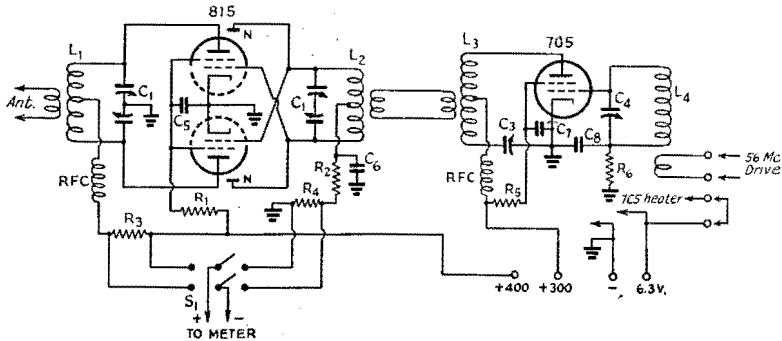 815
N
L1
C1
Ant.
C5
C1
L2
RFC
N
R1
R2
C6
R3
R4
S1
+ −
TO METER
L3
705
C4
L4
C3
C7
C8
RFC
R5
R6
56 Mc.
Drive
7C5 heater
+400
+300
-,
6.3V.